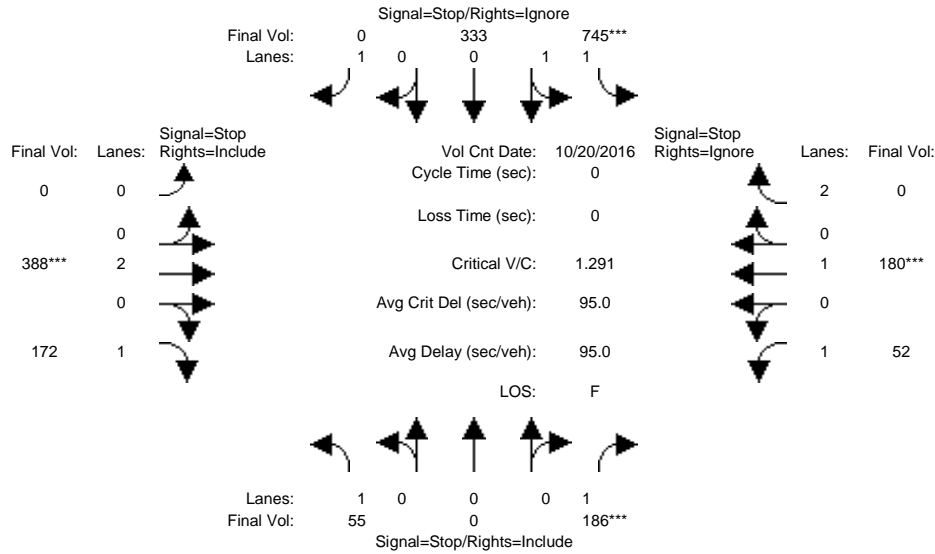 Signal=Stop/Rights=Ignore
Final Vol: 0 333 745***
Lanes: 1 0 0 1 1
Signal=Stop
Final Vol: Lanes: Rights=Include
Vol Cnt Date: 10/20/2016
Signal=Stop
Rights=Ignore Lanes: Final Vol:
Cycle Time (sec): 0
0 0
2 0
Loss Time (sec): 0
0
0
388*** 2
Critical V/C: 1.291
1 180***
0
Avg Crit Del (sec/veh): 95.0
0
172 1
Avg Delay (sec/veh): 95.0
1 52
LOS: F
Lanes: 1 0 0 0 1
Final Vol: 55 0 186***
Signal=Stop/Rights=Include